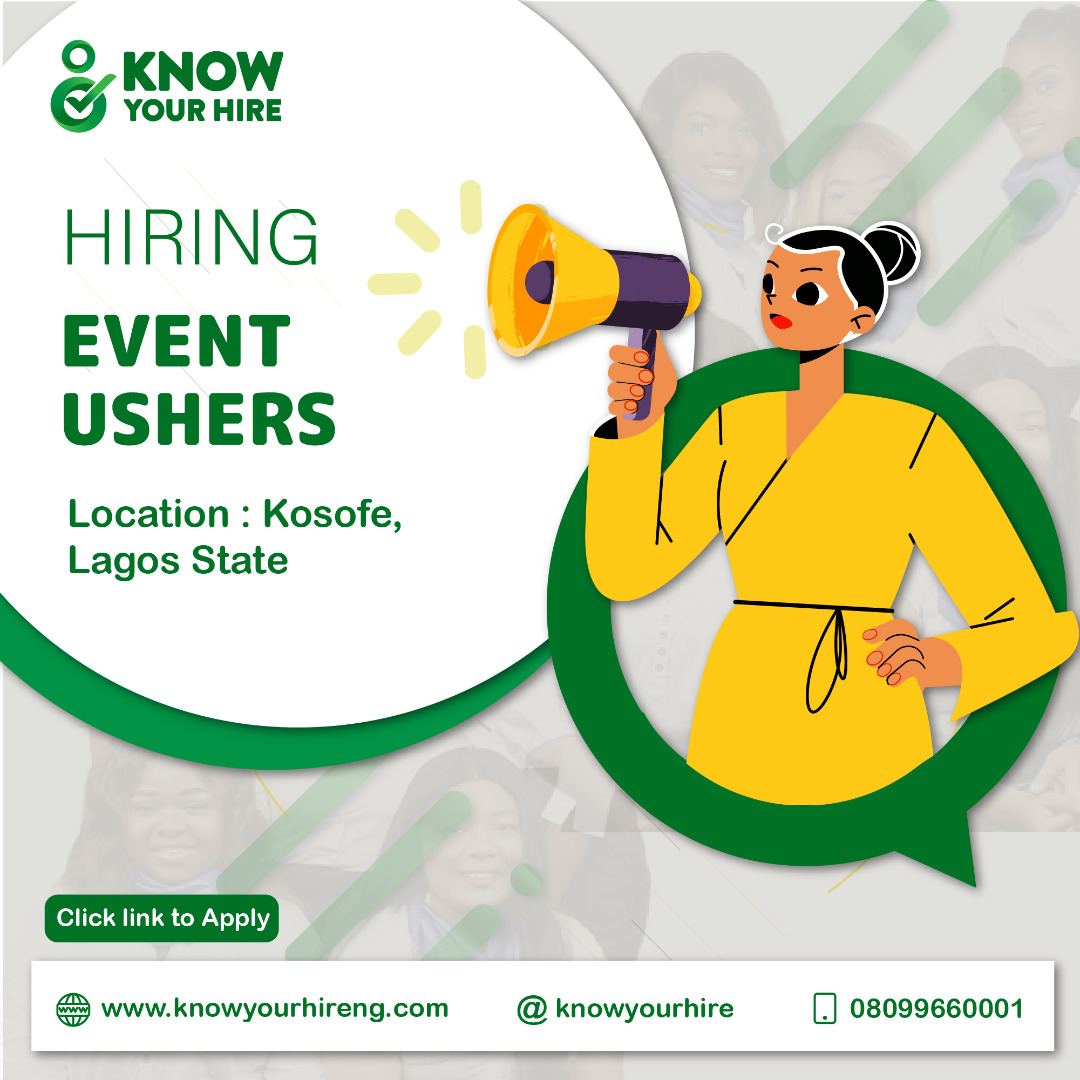 KNOW
YOUR HIRE
HIRING
EVENT
USHERS
Location : Kosofe,
Lagos State
Click link to Apply
www.knowyourhireng.com
@ knowyourhire
08099660001